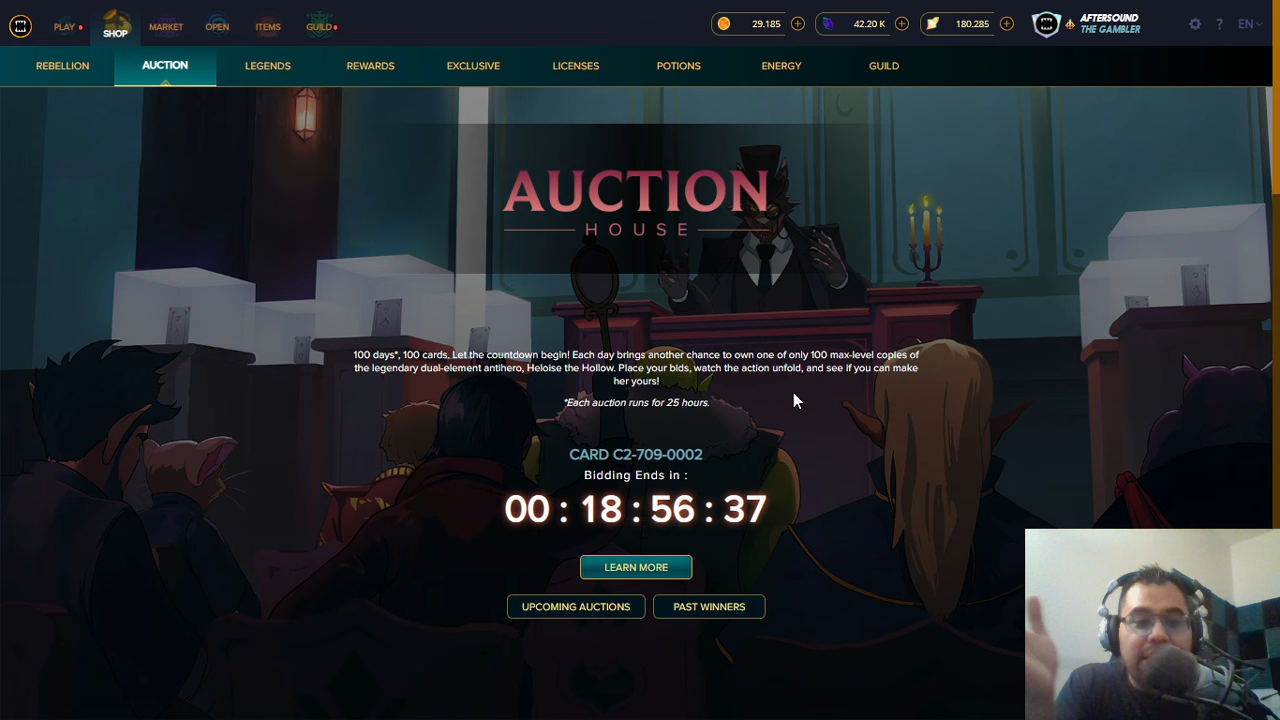 PLAY SHOP MARKET OPEN ITEMS GUILD 29.185 42.20 K 180.285 AFTERSOUND EN
THE GAMBLER
REBELLION AUCTION LEGENDS REWARDS EXCLUSIVE LICENSES POTIONS ENERGY GUILD
AUCTION
HOUSE
100 days*, 100 cards. Let the countdown begin! Each day brings another chance to own one of only 100 max-level copies of
the legendary dual-element antihero, Heloise the Hollow. Place your bids, watch the action unfold, and see if you can make
her yours!
*Each auction runs for 25 hours.
CARD C2-709-0002
Bidding Ends in :
00 : 18 : 56 : 37
LEARN MORE
UPCOMING AUCTIONS PAST WINNERS